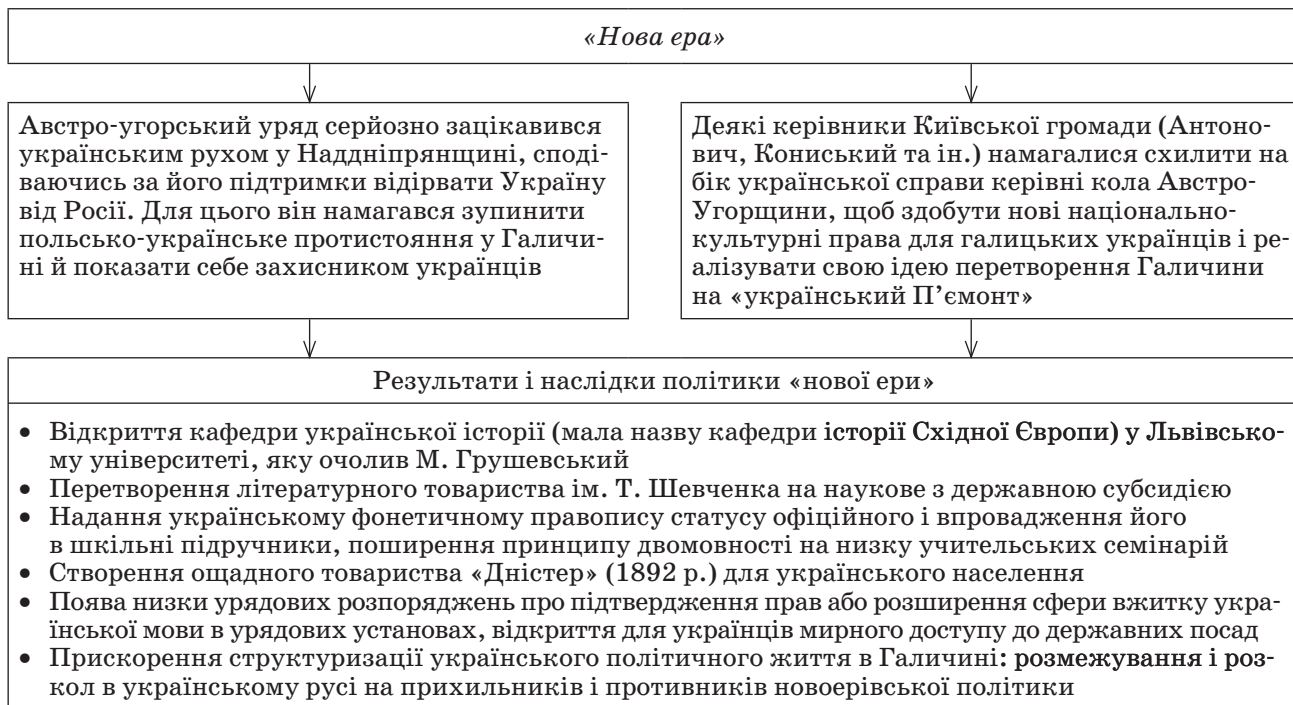 «Нова ера»
Австро-угорський уряд серйозно зацікавився
українським рухом у Наддніпрянщині, споді-
ваючись за його підтримки відірвати Україну
від Росії. Для цього він намагався зупинити
польсько-українське протистояння у Галичи-
ні й показати себе захисником українців
Деякі керівники Київської громади (Антоно-
вич, Кониський та ін.) намагалися схилити на
бік української справи керівні кола Австро-
Угорщини, щоб здобути нові національно-
культурні права для галицьких українців і ре-
алізувати свою ідею перетворення Галичини
на «український П’ємонт»
Результати і наслідки політики «нової ери»
• Відкриття кафедри української історії (мала назву кафедри історії Східної Європи) у Львівсько-
му університеті, яку очолив М. Грушевський
• Перетворення літературного товариства ім. Т. Шевченка на наукове з державною субсидією
• Надання українському фонетичному правопису статусу офіційного і впровадження його
в шкільні підручники, поширення принципу двомовності на низку учительських семінарій
• Створення ощадного товариства «Дністер» (1892 р.) для українського населення
• Поява низки урядових розпоряджень про підтвердження прав або розширення сфери вжитку укра-
їнської мови в урядових установах, відкриття для українців мирного доступу до державних посад
• Прискорення структуризації українського політичного життя в Галичині: розмежування і роз-
кол в українському русі на прихильників і противників новоерівської політики